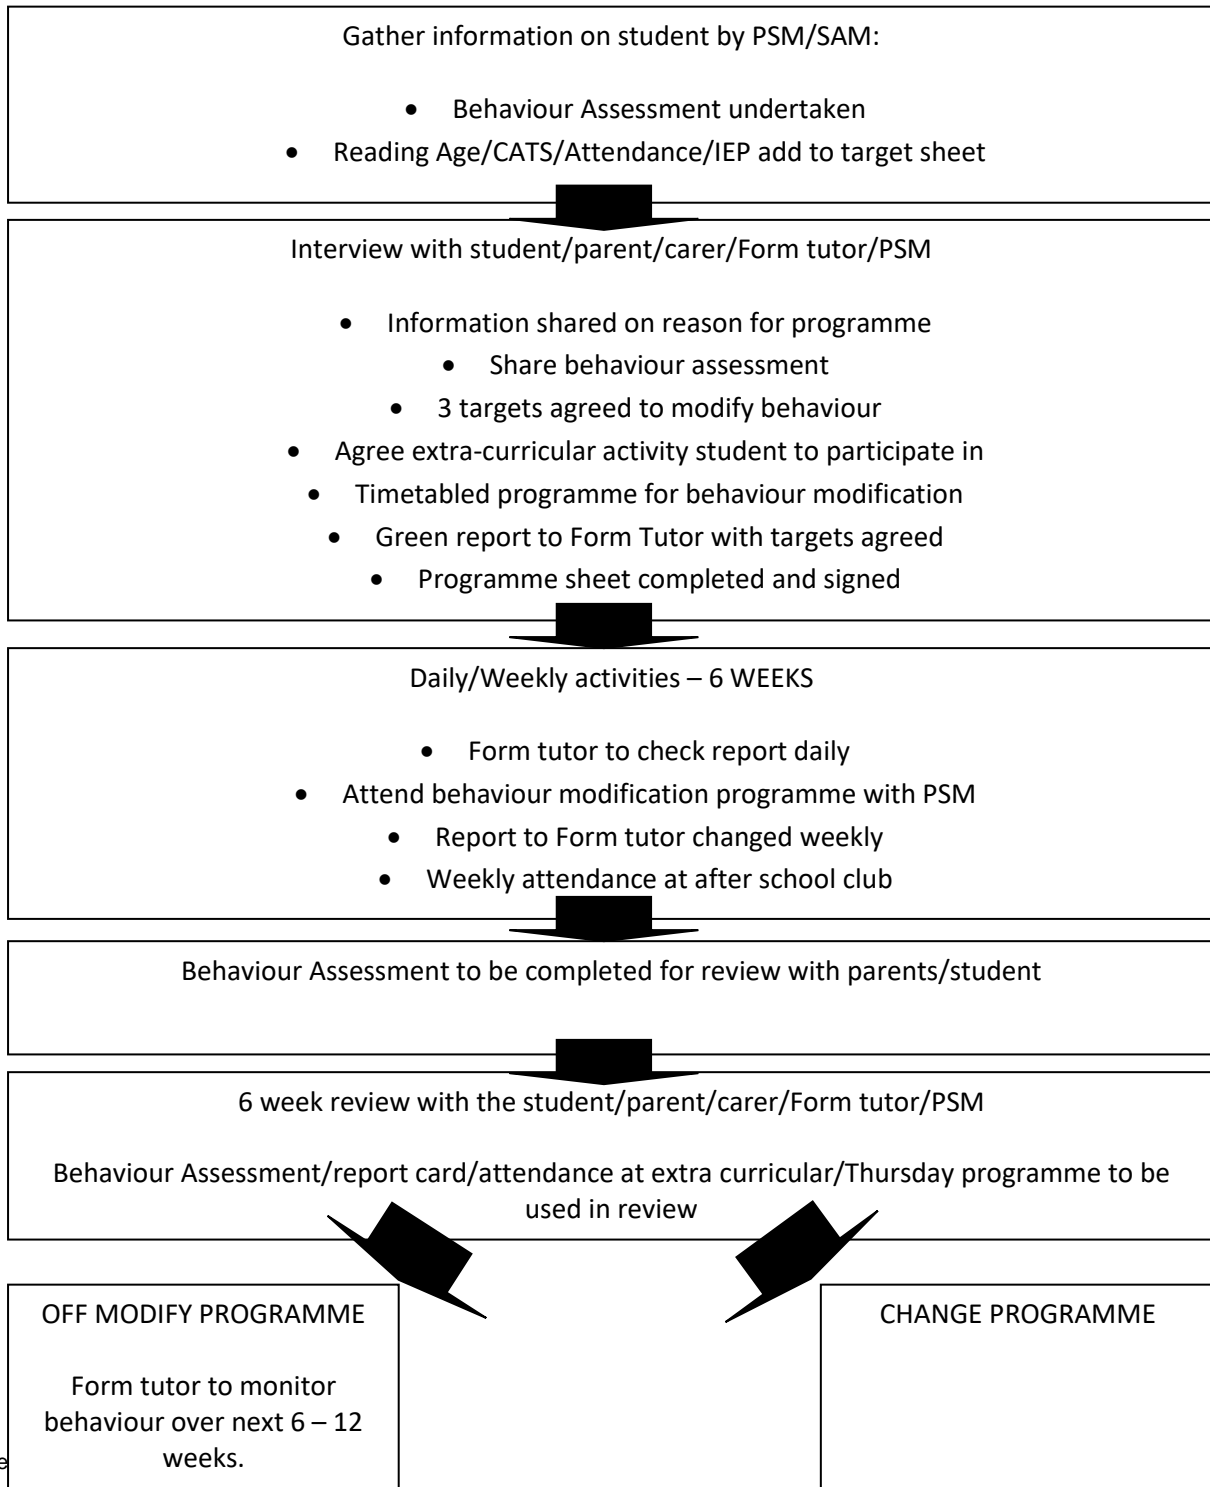 Gather information on student by PSM/SAM:
• Behaviour Assessment undertaken
• Reading Age/CATS/Attendance/IEP add to target sheet
Interview with student/parent/carer/Form tutor/PSM
• Information shared on reason for programme
• Share behaviour assessment
• 3 targets agreed to modify behaviour
• Agree extra-curricular activity student to participate in
• Timetabled programme for behaviour modification
• Green report to Form Tutor with targets agreed
• Programme sheet completed and signed
Daily/Weekly activities – 6 WEEKS
• Form tutor to check report daily
• Attend behaviour modification programme with PSM
• Report to Form tutor changed weekly
• Weekly attendance at after school club
Behaviour Assessment to be completed for review with parents/student
6 week review with the student/parent/carer/Form tutor/PSM
Behaviour Assessment/report card/attendance at extra curricular/Thursday programme to be
used in review
OFF MODIFY PROGRAMME
Form tutor to monitor
behaviour over next 6 – 12
weeks.
CHANGE PROGRAMME